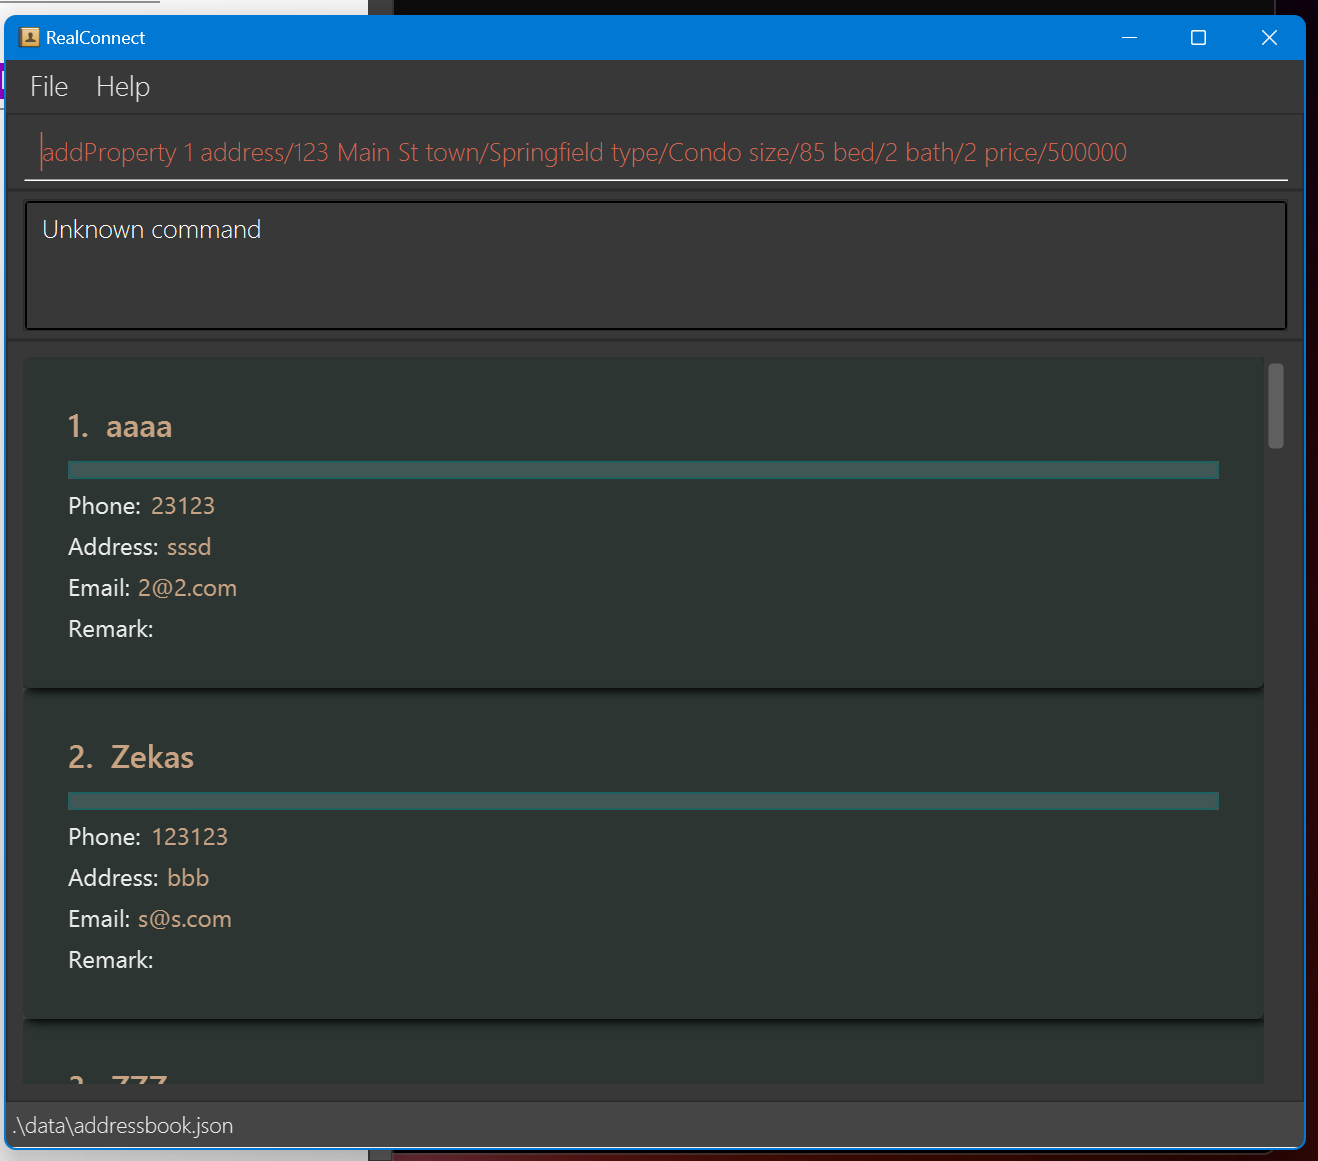 RealConnect
File Help
addProperty 1 address/123 Main St town/Springfield type/Condo size/85 bed/2 bath/2 price/500000
Unknown command
1. aaaa
Phone: 23123
Address: sssd
Email: 2@2.com
Remark:
2. Zekas
Phone: 123123
Address: bbb
Email: s@s.com
Remark:
.\data\addressbook.json